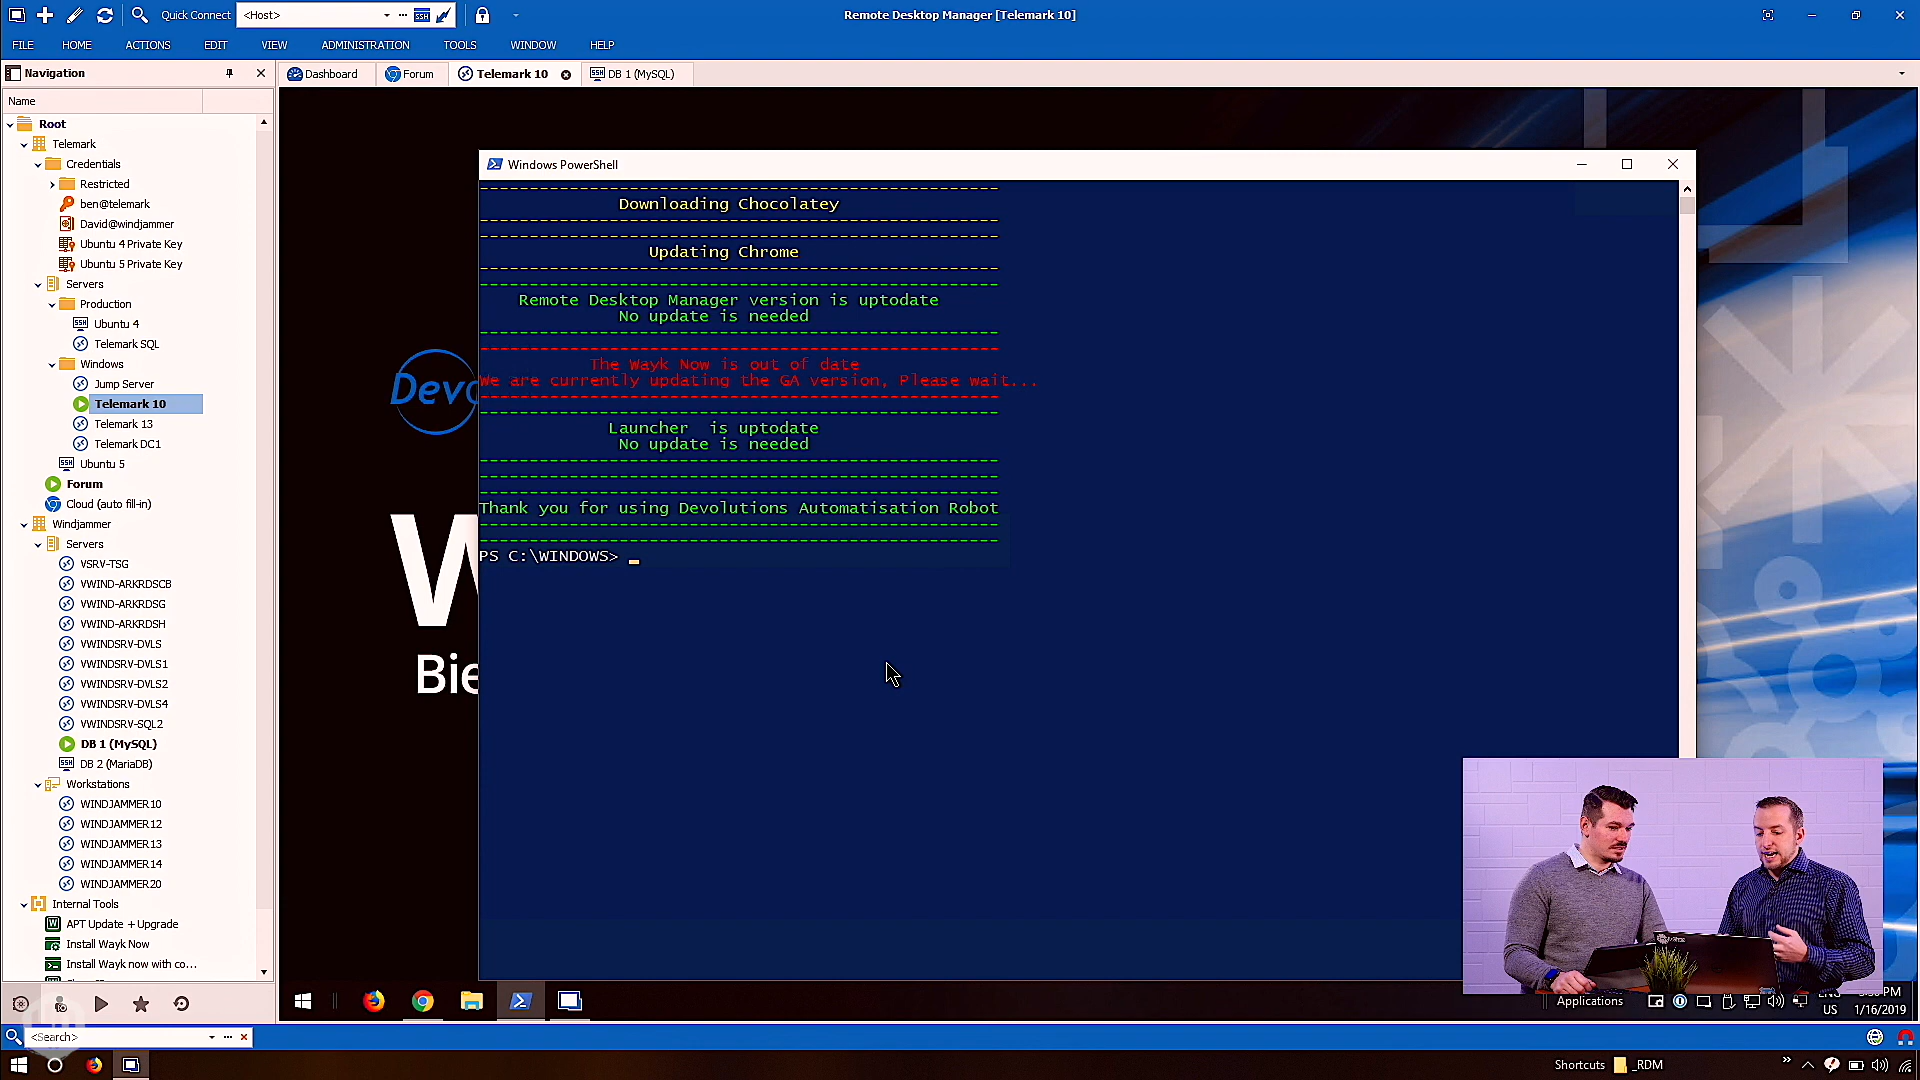 Quick Connect
<Host>
Remote Desktop Manager [Telemark 10]
FILE
HOME
ACTIONS
EDIT
VIEW
ADMINISTRATION
TOOLS
WINDOW
HELP
Navigation
Dashboard
Forum
Telemark 10
DB 1 (MySQL)
Name
Root
Telemark
Credentials
Restricted
ben@telemark
David@windjammer
Ubuntu 4 Private Key
Ubuntu 5 Private Key
Servers
Production
Ubuntu 4
Telemark SQL
Windows
Jump Server
Telemark 10
Telemark 13
Telemark DC1
Ubuntu 5
Forum
Cloud (auto fill-in)
Windjammer
Servers
VSRV-TSG
VWIND-ARKRDSCB
VWIND-ARKRDSG
VWIND-ARKRDSH
VWINDSRV-DVLS
VWINDSRV-DVLS1
VWINDSRV-DVLS2
VWINDSRV-DVLS4
VWINDSRV-SQL2
DB 1 (MySQL)
DB 2 (MariaDB)
Workstations
WINDJAMMER10
WINDJAMMER12
WINDJAMMER13
WINDJAMMER14
WINDJAMMER20
Internal Tools
APT Update + Upgrade
Install Wayk Now
Install Wayk now with co...
<Search>
Windows PowerShell
Downloading Chocolatey
Updating Chrome
Remote Desktop Manager version is uptodate
No update is needed
The Wayk Now is out of date
We are currently updating the GA version, Please wait...
Launcher  is uptodate
No update is needed
Thank you for using Devolutions Automatisation Robot
PS C:\WINDOWS> _
Devo
W
Bie
Applications
US
1/16/2019
Shortcuts
_RDM